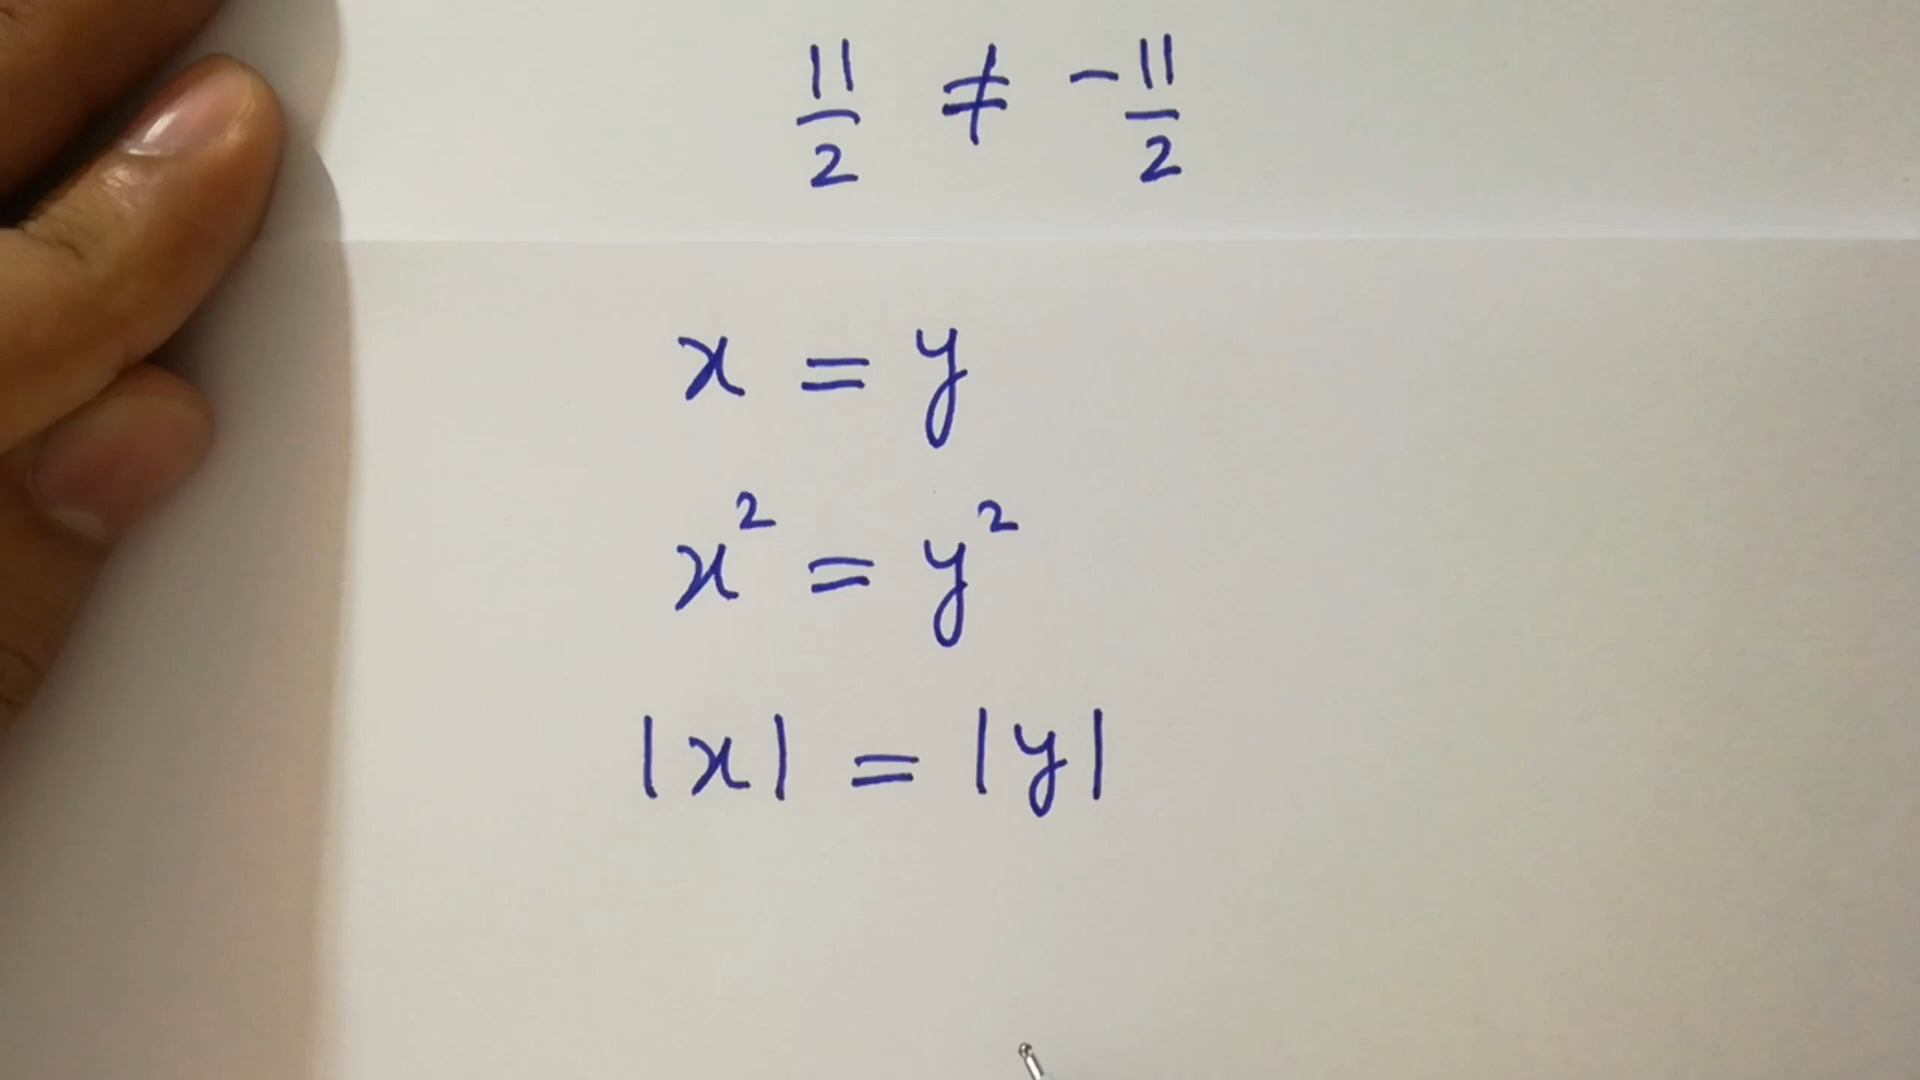 11/2 ≠ -11/2
x = y
x² = y²
|x| = |y|